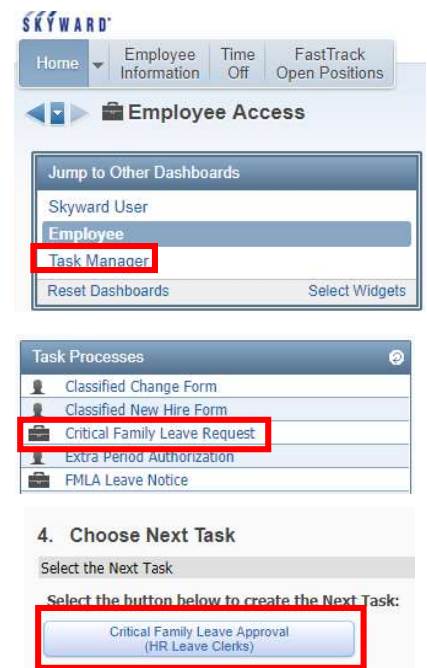 SKYWARD
Home Employee Information Time Off FastTrack Open Positions
Employee Access
Jump to Other Dashboards
Skyward User
Employee
Task Manager
Reset Dashboards Select Widgets
Task Processes
Classified Change Form
Classified New Hire Form
Critical Family Leave Request
Extra Period Authorization
FMLA Leave Notice
4. Choose Next Task
Select the Next Task
Select the button below to create the Next Task:
Critical Family Leave Approval
(HR Leave Clerks)